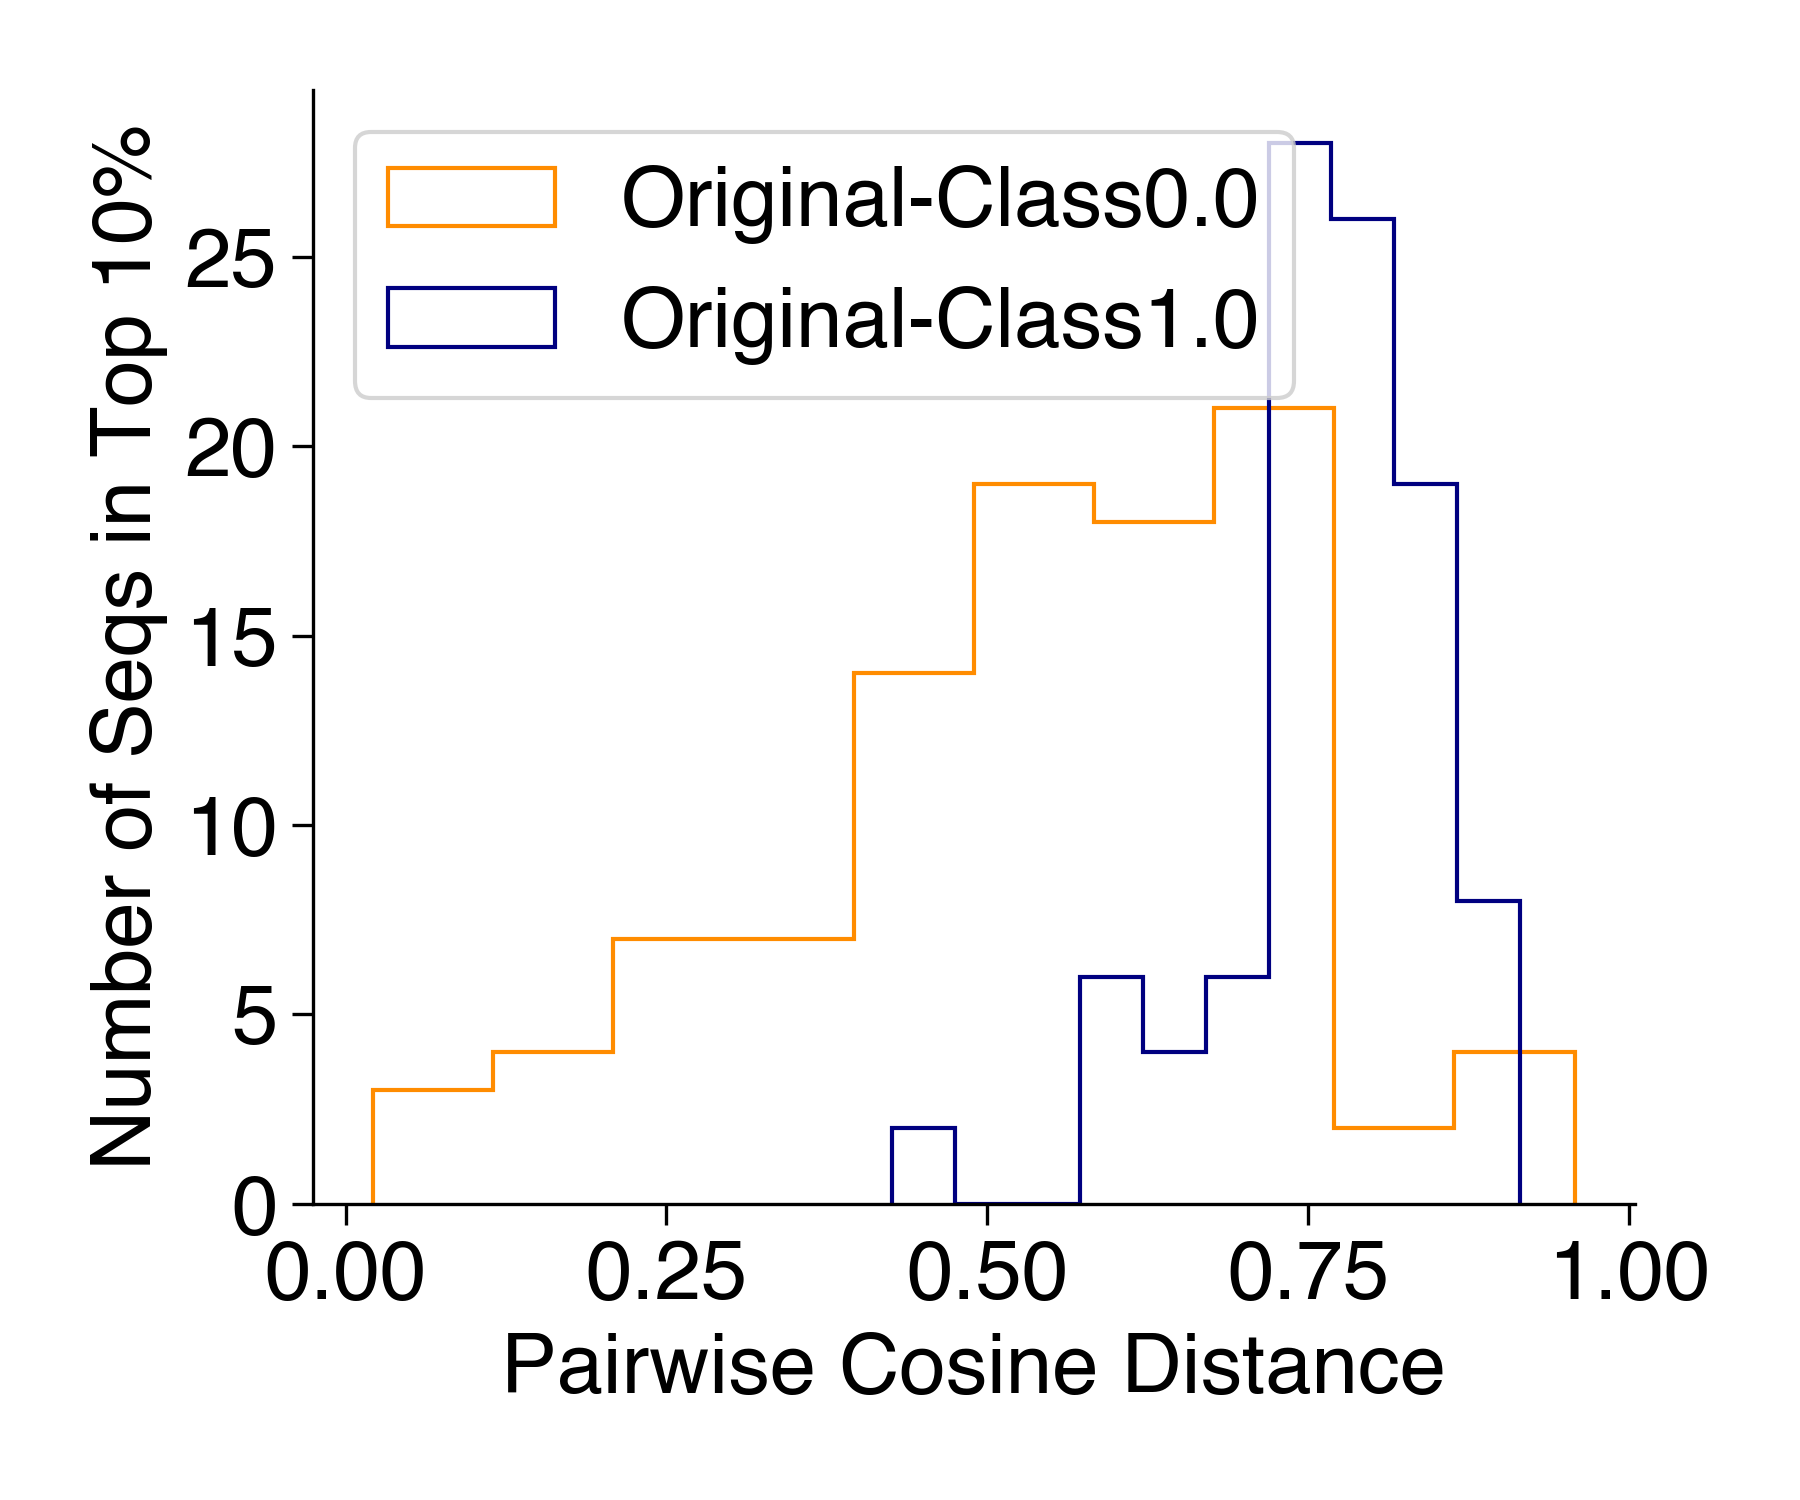 Number of Seqs in Top 10%
Original-Class0.0
Original-Class1.0
25
20
15
10
5
0
0.00 0.25 0.50 0.75 1.00
Pairwise Cosine Distance